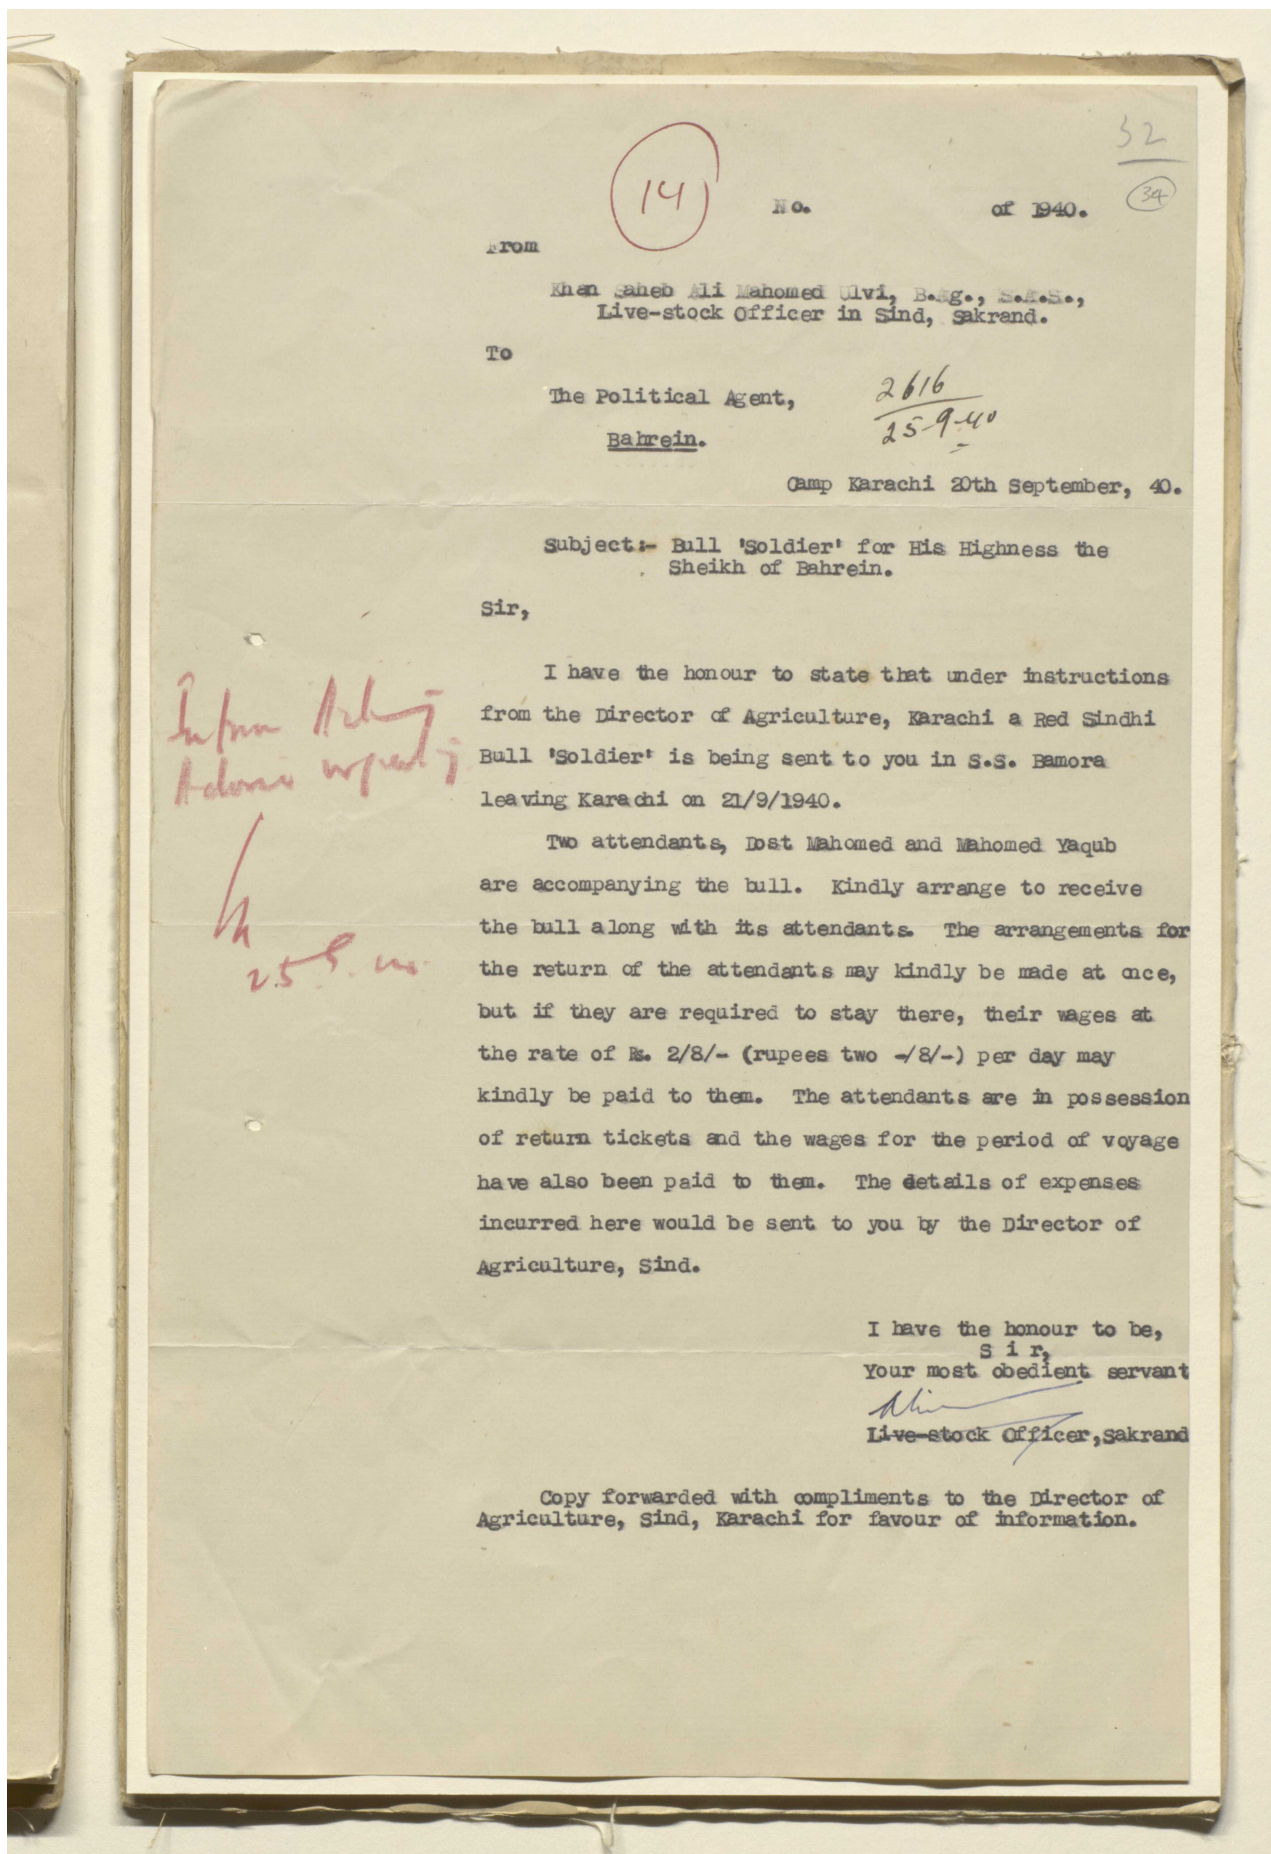 32
34
14
No. of 1940.
From
Khan Saheb Ali Mahomed Ulvi, B.Ag., S.A.S.,
Live-stock Officer in Sind, Sakrand.
To
The Political Agent,
Bahrein.
2616
25-9-40
Camp Karachi 20th September, 40.
Subject:- Bull 'Soldier' for His Highness the
Sheikh of Bahrein.
Sir,
I have the honour to state that under instructions
from the Director of Agriculture, Karachi a Red Sindhi
Bull 'Soldier' is being sent to you in S.S. Bamora
leaving Karachi on 21/9/1940.
Two attendants, Dost Mahomed and Mahomed Yaqub
are accompanying the bull. Kindly arrange to receive
the bull along with its attendants. The arrangements for
the return of the attendants may kindly be made at once,
but if they are required to stay there, their wages at
the rate of Rs. 2/8/- (rupees two -/8/-) per day may
kindly be paid to them. The attendants are in possession
of return tickets and the wages for the period of voyage
have also been paid to them. The details of expenses
incurred here would be sent to you by the Director of
Agriculture, Sind.
Inform
Adviser
25.9.40
I have the honour to be,
S i r,
Your most obedient servant
Live-stock Officer,Sakrand
Copy forwarded with compliments to the Director of
Agriculture, Sind, Karachi for favour of information.